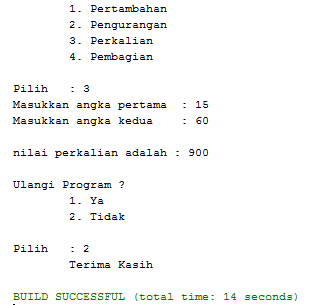 1. Pertambahan
2. Pengurangan
3. Perkalian
4. Pembagian
Pilih : 3
Masukkan angka pertama : 15
Masukkan angka kedua : 60
nilai perkalian adalah : 900
Ulangi Program ?
1. Ya
2. Tidak
Pilih : 2
Terima Kasih
BUILD SUCCESSFUL (total time: 14 seconds)